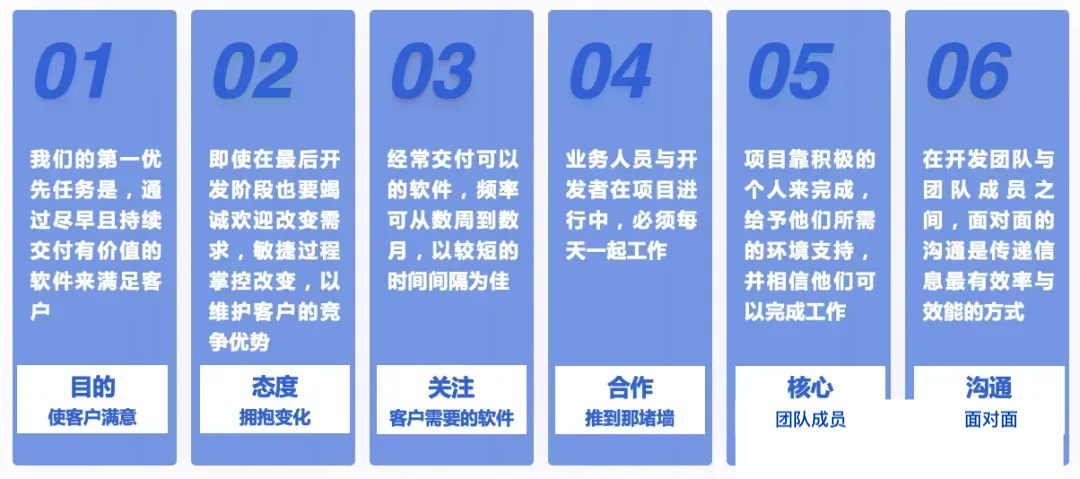 01
我们的第一优
先任务是，通
过尽早且持续
交付有价值的
软件来满足客
户
目的
使客户满意
02
即使在最后开
发阶段也要竭
诚欢迎改变需
求，敏捷过程
掌控改变，以
维护客户的竞
争优势
态度
拥抱变化
03
经常交付可以
的软件，频率
可从数周到数
月，以较短的
时间间隔为佳
关注
客户需要的软件
04
业务人员与开
发者在项目进
行中，必须每
天一起工作
合作
推到那堵墙
05
项目靠积极的
个人来完成，
给予他们所需
的环境支持，
并相信他们可
以完成工作
核心
团队成员
06
在开发团队与
团队成员之
间，面对面的
沟通是传递信
息最有效率与
效能的方式
沟通
面对面